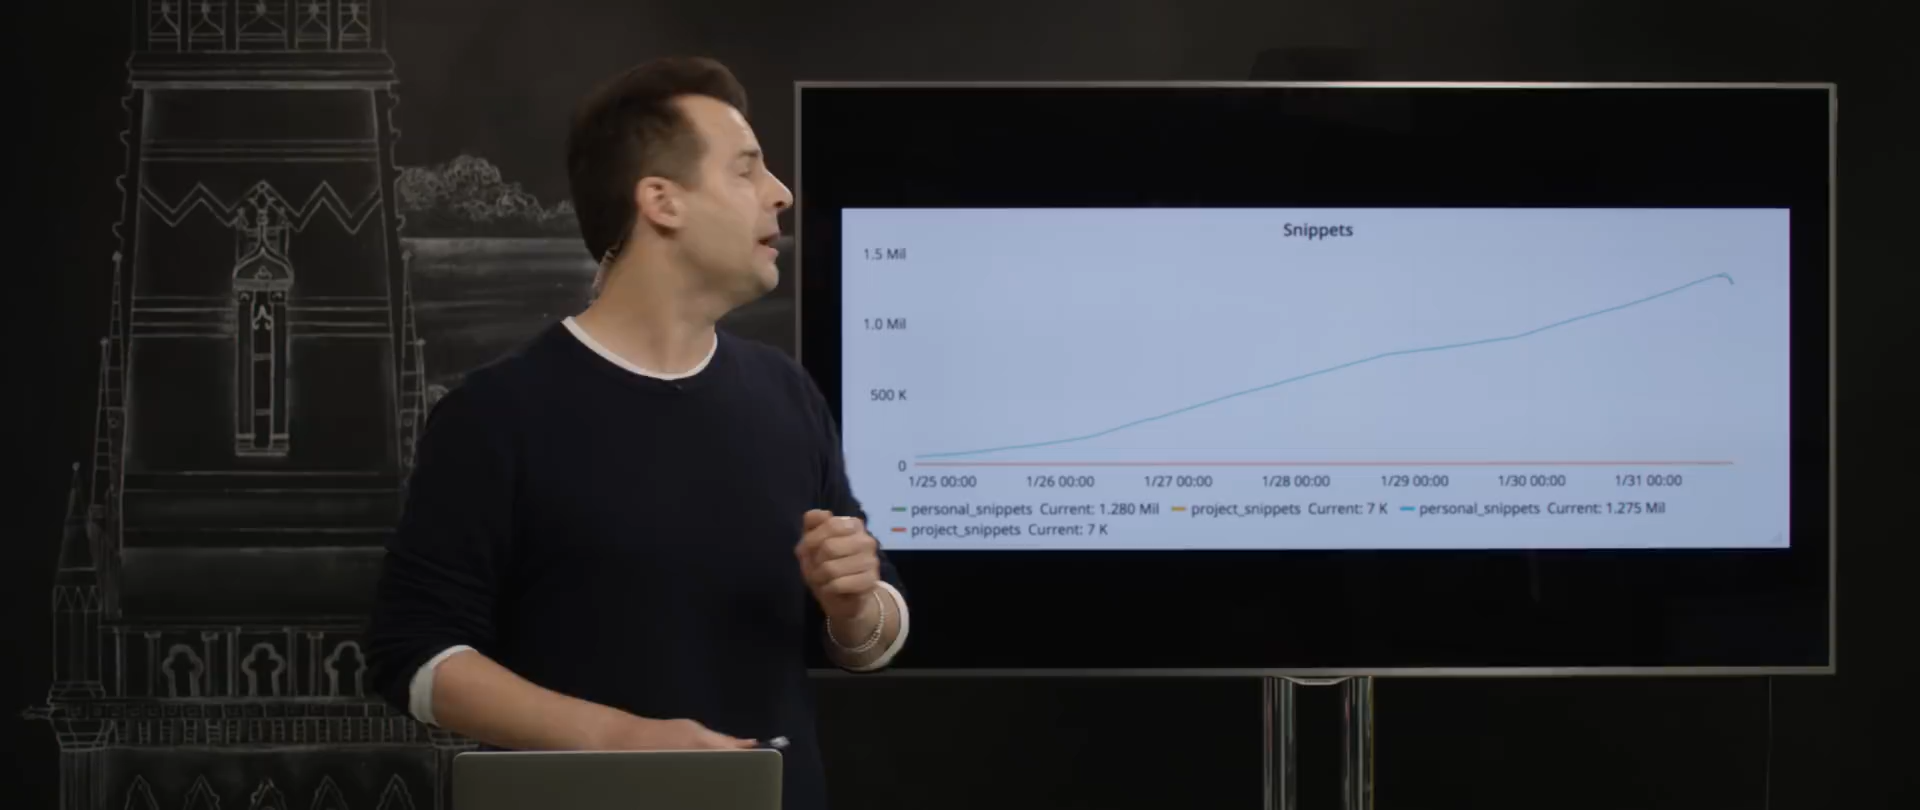 Snippets
1.5 Mil
1.0 Mil
500 K
0
1/25 00:00 1/26 00:00 1/27 00:00 1/28 00:00 1/29 00:00 1/30 00:00 1/31 00:00
personal_snippets Current: 1.280 Mil project_snippets Current: 7 K personal_snippets Current: 1.275 Mil
project_snippets Current: 7 K